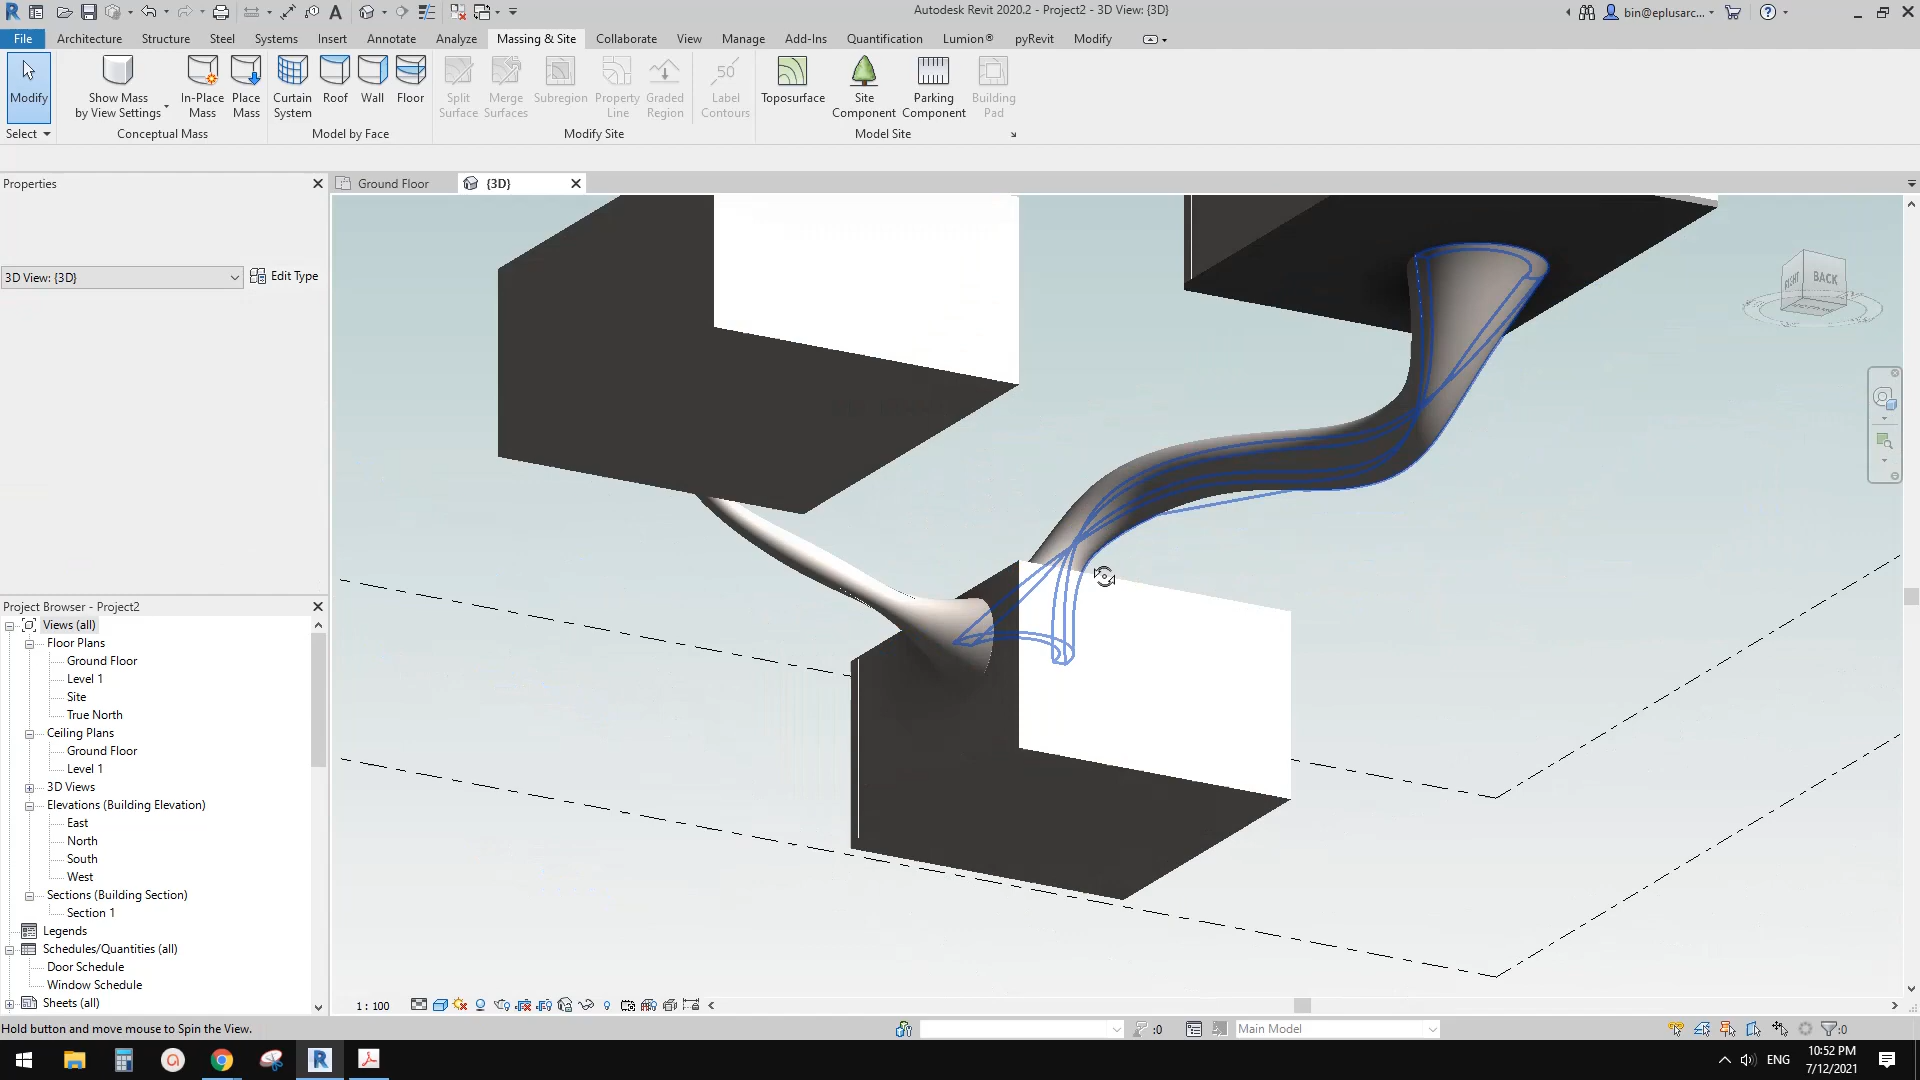 Autodesk Revit 2020.2 - Project2 - 3D View: {3D}
bin@eplusarc...
File Architecture Structure Steel Systems Insert Annotate Analyze Massing & Site Collaborate View Manage Add-Ins Quantification Lumion® pyRevit Modify
Modify
Show Mass
by View Settings
In-Place
Mass
Place
Mass
Curtain
System
Roof
Wall
Floor
Split
Surface
Merge
Surfaces
Subregion
Property
Line
Graded
Region
50
Label
Contours
Toposurface
Site
Component
Parking
Component
Building
Pad
Select
Conceptual Mass
Model by Face
Modify Site
Model Site
Properties
Ground Floor
{3D}
3D View: {3D}
Edit Type
RIGHT
BACK
Project Browser - Project2
Views (all)
Floor Plans
Ground Floor
Level 1
Site
True North
Ceiling Plans
Ground Floor
Level 1
3D Views
Elevations (Building Elevation)
East
North
South
West
Sections (Building Section)
Section 1
Legends
Schedules/Quantities (all)
Door Schedule
Window Schedule
Sheets (all)
1 : 100
Hold button and move mouse to Spin the View.
:0
Main Model
:0
ENG
10:52 PM
7/12/2021